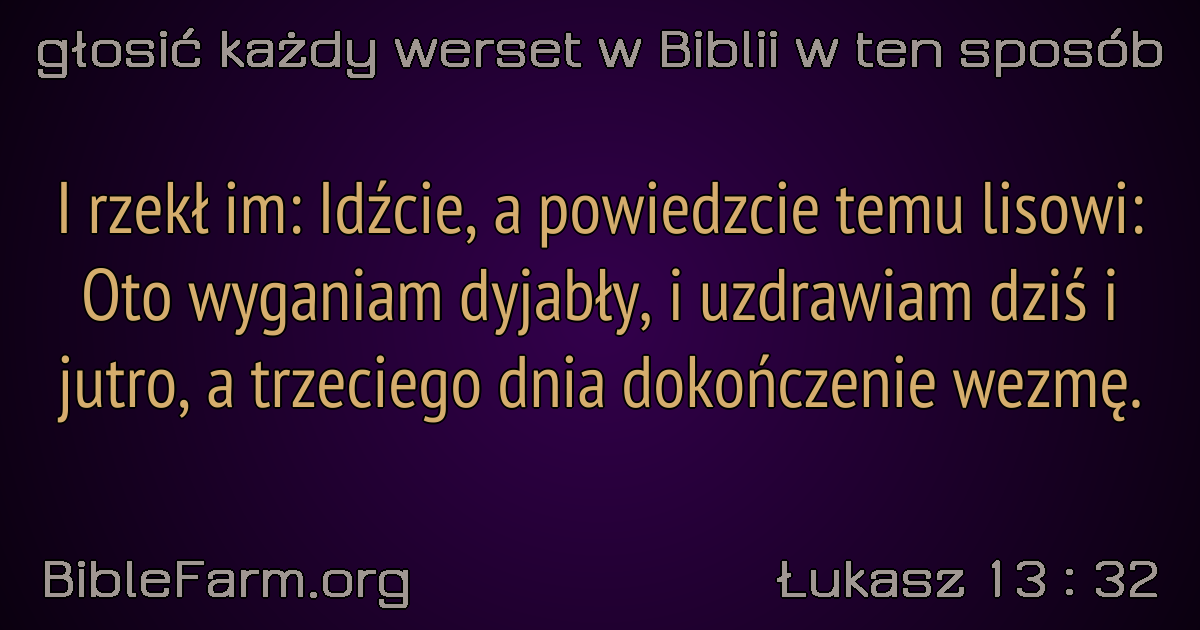 głosić każdy werset w Biblii w ten sposób
I rzekł im: Idźcie, a powiedzcie temu lisowi:
Oto wyganiam dyjabły, i uzdrawiam dziś i
jutro, a trzeciego dnia dokończenie wezmę.
BibleFarm.org
Łukasz 13 : 32